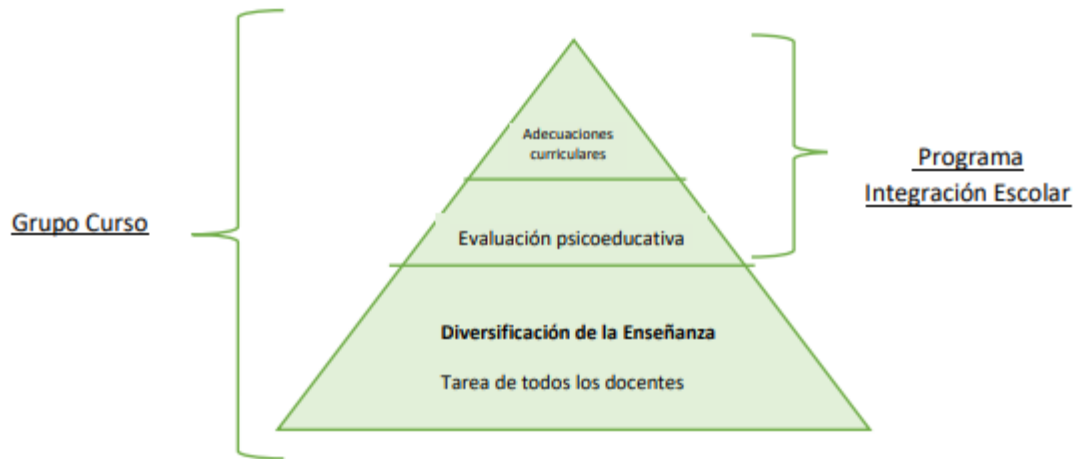 Adecuaciones
curriculares
Programa
Integración Escolar
Grupo Curso
Evaluación psicoeducativa
Diversificación de la Enseñanza
Tarea de todos los docentes